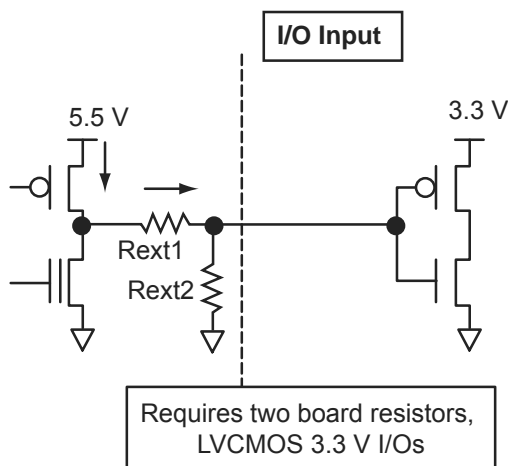 I/O Input
5.5 V
3.3 V
Rext1
Rext2
Requires two board resistors,
LVCMOS 3.3 V I/Os